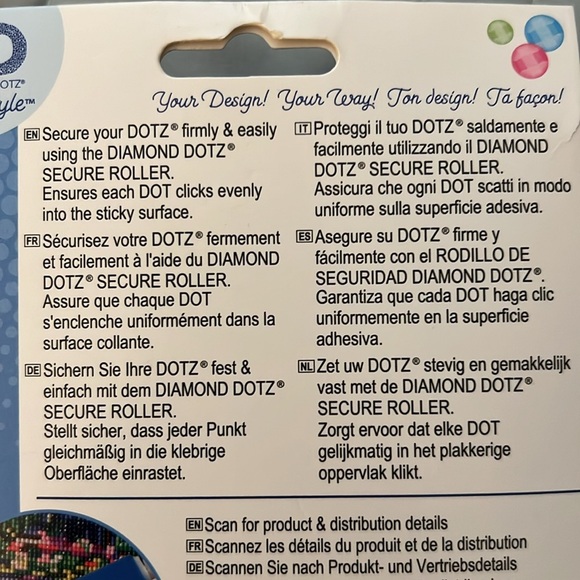 DOTZ®
yle™
Your Design! Your Way! Ton design! Ta façon!
EN Secure your DOTZ® firmly & easily
using the DIAMOND DOTZ®
SECURE ROLLER.
Ensures each DOT clicks evenly
into the sticky surface.
FR Sécurisez votre DOTZ® fermement
et facilement à l'aide du DIAMOND
DOTZ® SECURE ROLLER.
Assure que chaque DOT
s'enclenche uniformément dans la
surface collante.
DE Sichern Sie Ihre DOTZ® fest &
einfach mit dem DIAMOND DOTZ®
SECURE ROLLER.
Stellt sicher, dass jeder Punkt
gleichmäßig in die klebrige
Oberfläche einrastet.
IT Proteggi il tuo DOTZ® saldamente e
facilmente utilizzando il DIAMOND
DOTZ® SECURE ROLLER.
Assicura che ogni DOT scatti in modo
uniforme sulla superficie adesiva.
ES Asegure su DOTZ® firme y
fácilmente con el RODILLO DE
SEGURIDAD DIAMOND DOTZ®.
Garantiza que cada DOT haga clic
uniformemente en la superficie
adhesiva.
NL Zet uw DOTZ® stevig en gemakkelijk
vast met de DIAMOND DOTZ®
SECURE ROLLER.
Zorgt ervoor dat elke DOT
gelijkmatig in het plakkerige
oppervlak klikt.
EN Scan for product & distribution details
FR Scannez les détails du produit et de la distribution
DE Scannen Sie nach Produkt- und Vertriebsdetails